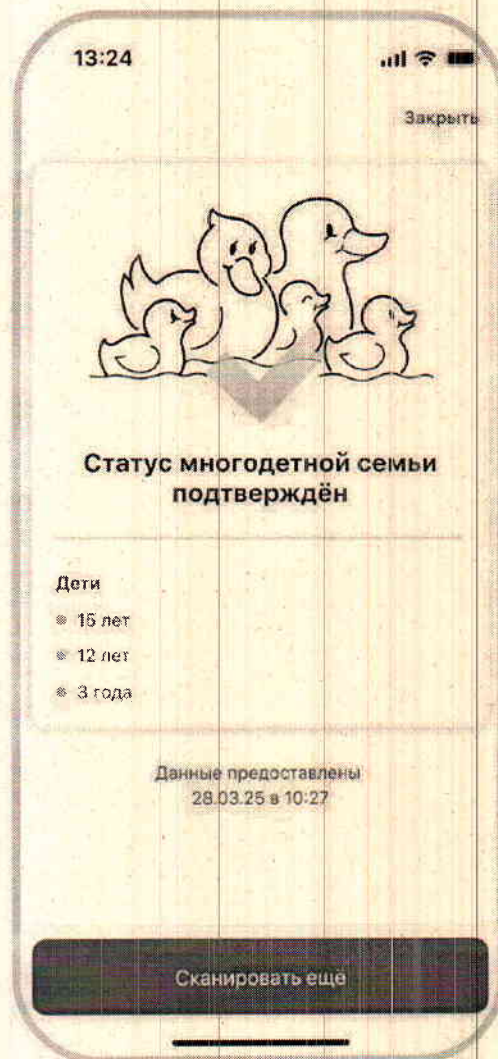 13:24
Закрыть
Статус многодетной семьи
подтверждён
Дети
15 лет
12 лет
3 года
Данные предоставлены
28.03.25 в 10:27
Сканировать ещё